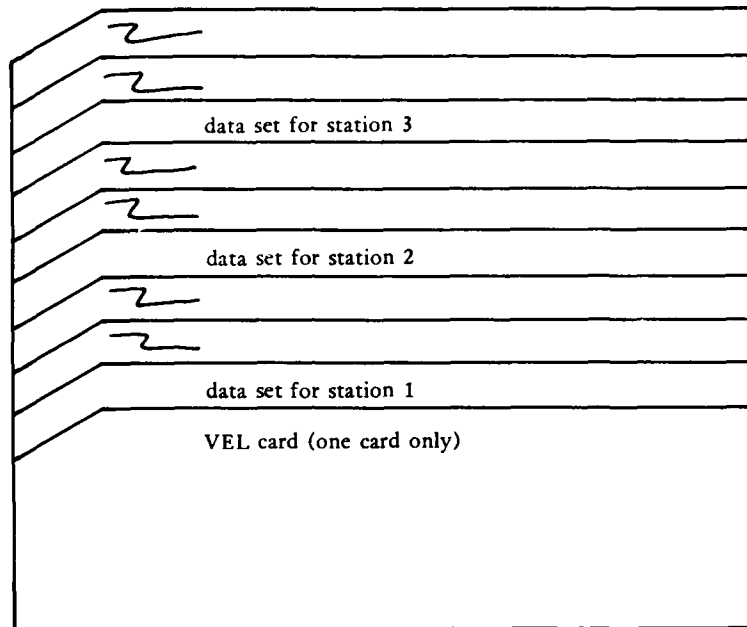 data set for station 3
data set for station 2
data set for station 1
VEL card (one card only)